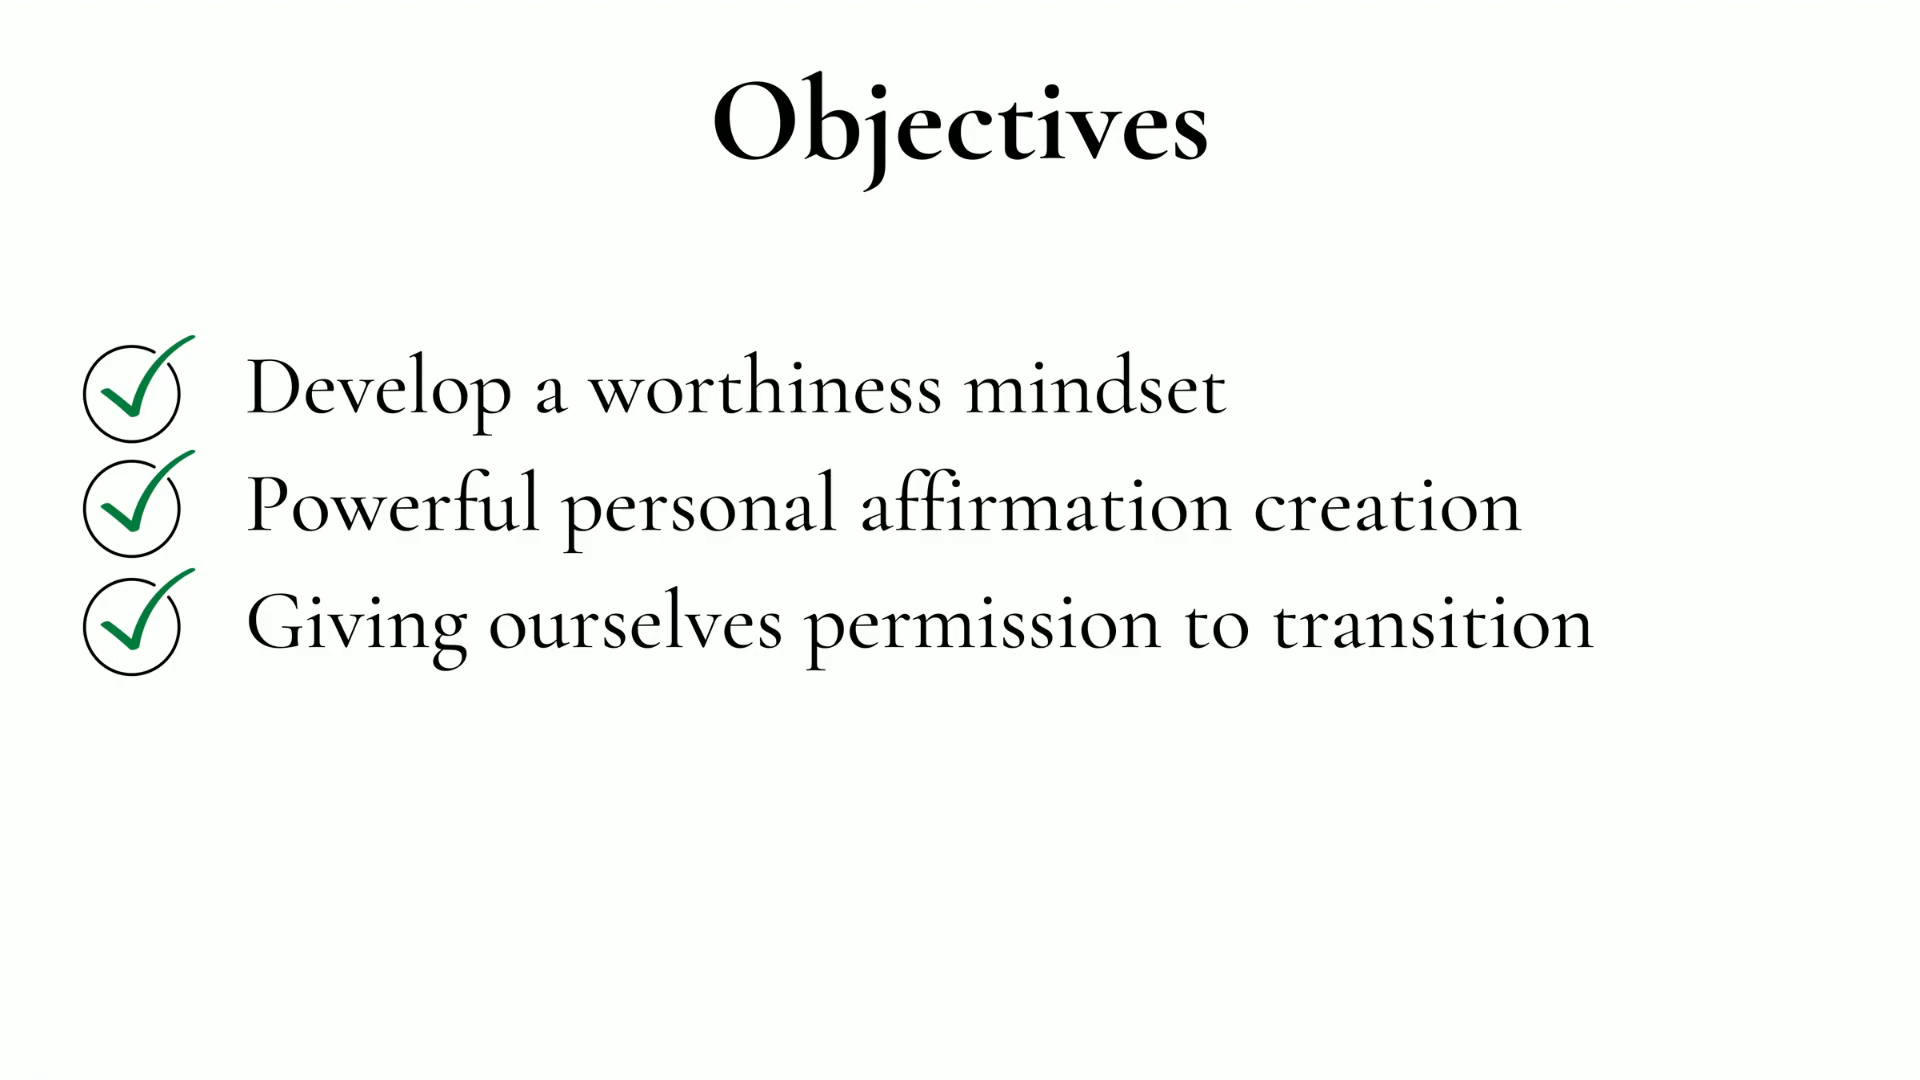 Objectives
Develop a worthiness mindset
Powerful personal affirmation creation
Giving ourselves permission to transition